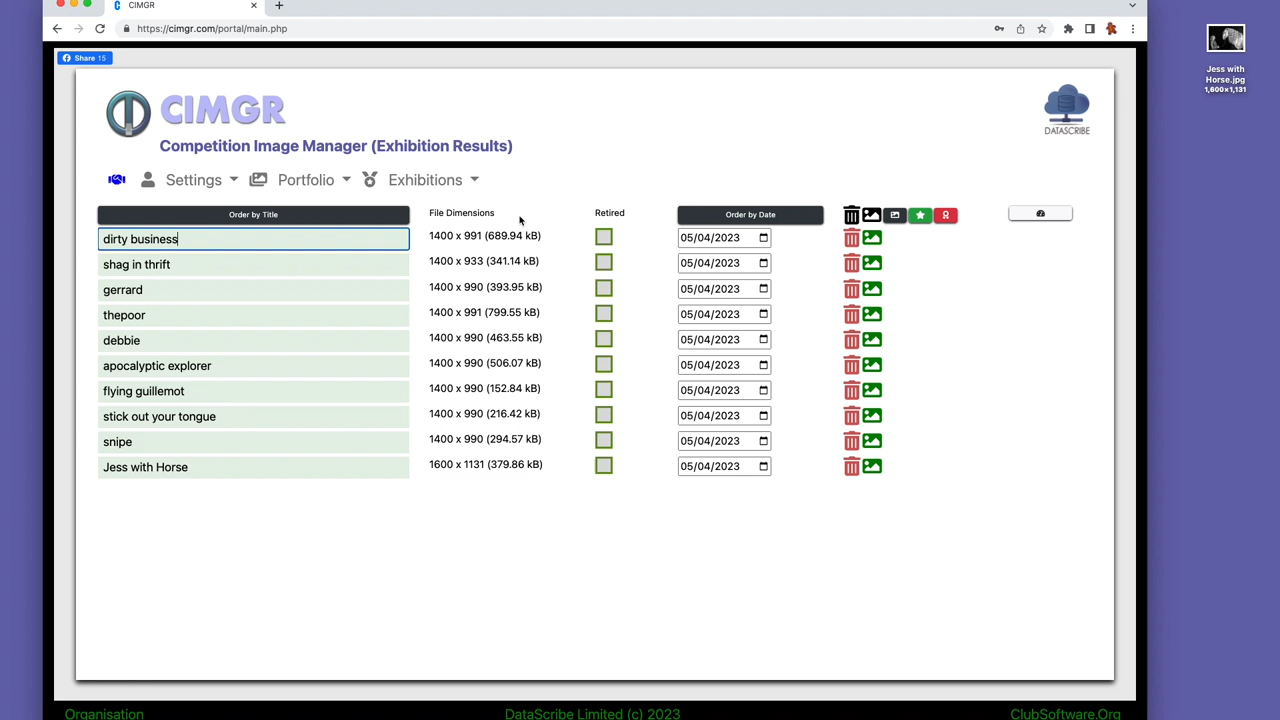 CIMGR
https://cimgr.com/portal/main.php
Share 15
CIMGR
DATASCRIBE
Competition Image Manager (Exhibition Results)
Settings Portfolio Exhibitions
Order by Title File Dimensions Retired Order by Date
dirty business 1400 x 991 (689.94 kB) 05/04/2023
shag in thrift 1400 x 933 (341.14 kB) 05/04/2023
gerrard 1400 x 990 (393.95 kB) 05/04/2023
thepoor 1400 x 991 (799.55 kB) 05/04/2023
debbie 1400 x 990 (463.55 kB) 05/04/2023
apocalyptic explorer 1400 x 990 (506.07 kB) 05/04/2023
flying guillemot 1400 x 990 (152.84 kB) 05/04/2023
stick out your tongue 1400 x 990 (216.42 kB) 05/04/2023
snipe 1400 x 990 (294.57 kB) 05/04/2023
Jess with Horse 1600 x 1131 (379.86 kB) 05/04/2023
Organisation DataScribe Limited (c) 2023 ClubSoftware.Org
Jess with
Horse.jpg
1,600×1,131